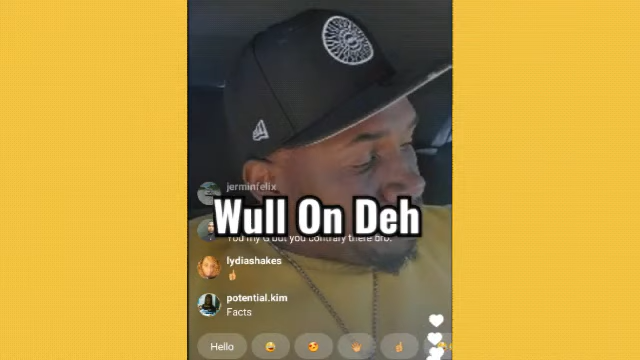 jerminfelix
Wull On Deh
You my G but you contrary there bro.
lydiashakes
potential.kim
Facts
Hello